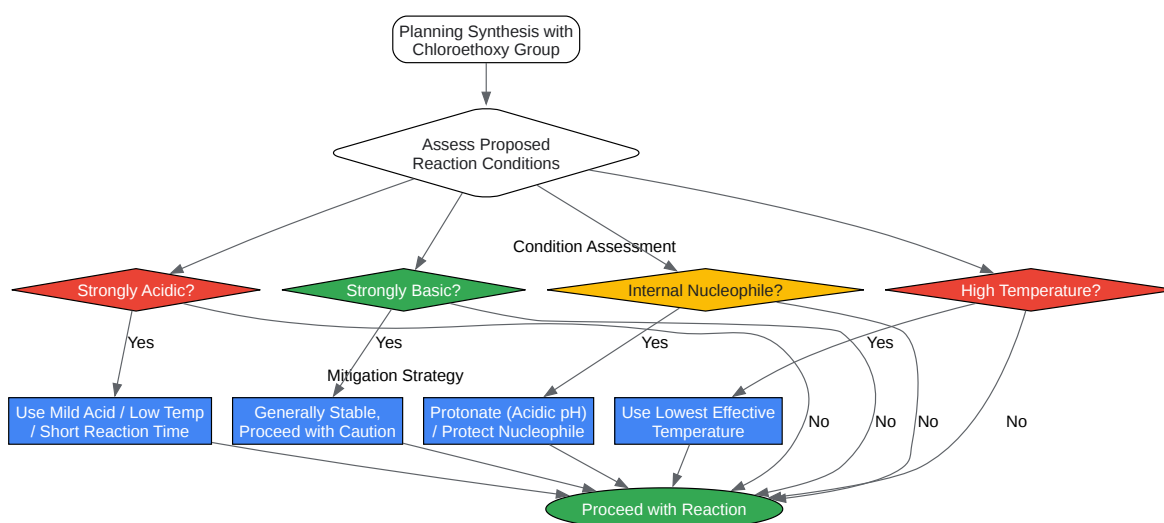 Planning Synthesis with
Chloroethoxy Group
Assess Proposed
Reaction Conditions
Condition Assessment
Strongly Acidic?
Strongly Basic?
Internal Nucleophile?
High Temperature?
Yes
Yes
Yes
Yes
Mitigation Strategy
Use Mild Acid / Low Temp
/ Short Reaction Time
Generally Stable,
Proceed with Caution
Protonate (Acidic pH)
/ Protect Nucleophile
Use Lowest Effective
Temperature
No
No
No
No
Proceed with Reaction